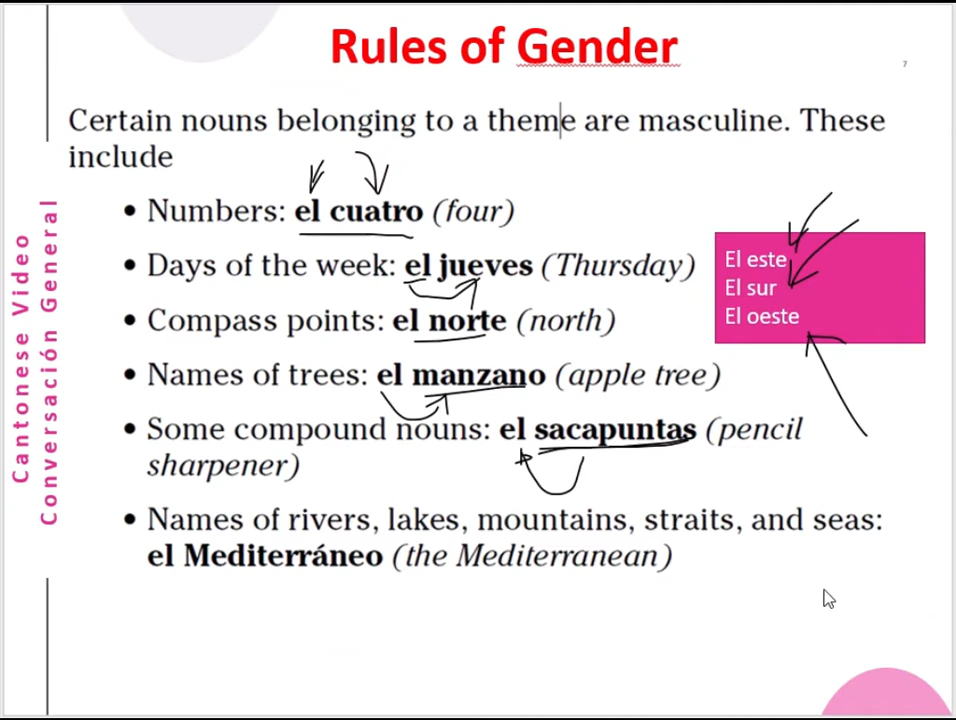 Rules of Gender
7
Certain nouns belonging to a theme are masculine. These
include
• Numbers: el cuatro (four)
• Days of the week: el jueves (Thursday)
• Compass points: el norte (north)
• Names of trees: el manzano (apple tree)
• Some compound nouns: el sacapuntas (pencil
sharpener)
• Names of rivers, lakes, mountains, straits, and seas:
el Mediterráneo (the Mediterranean)
El este
El sur
El oeste
Cantonese Video
Conversación General